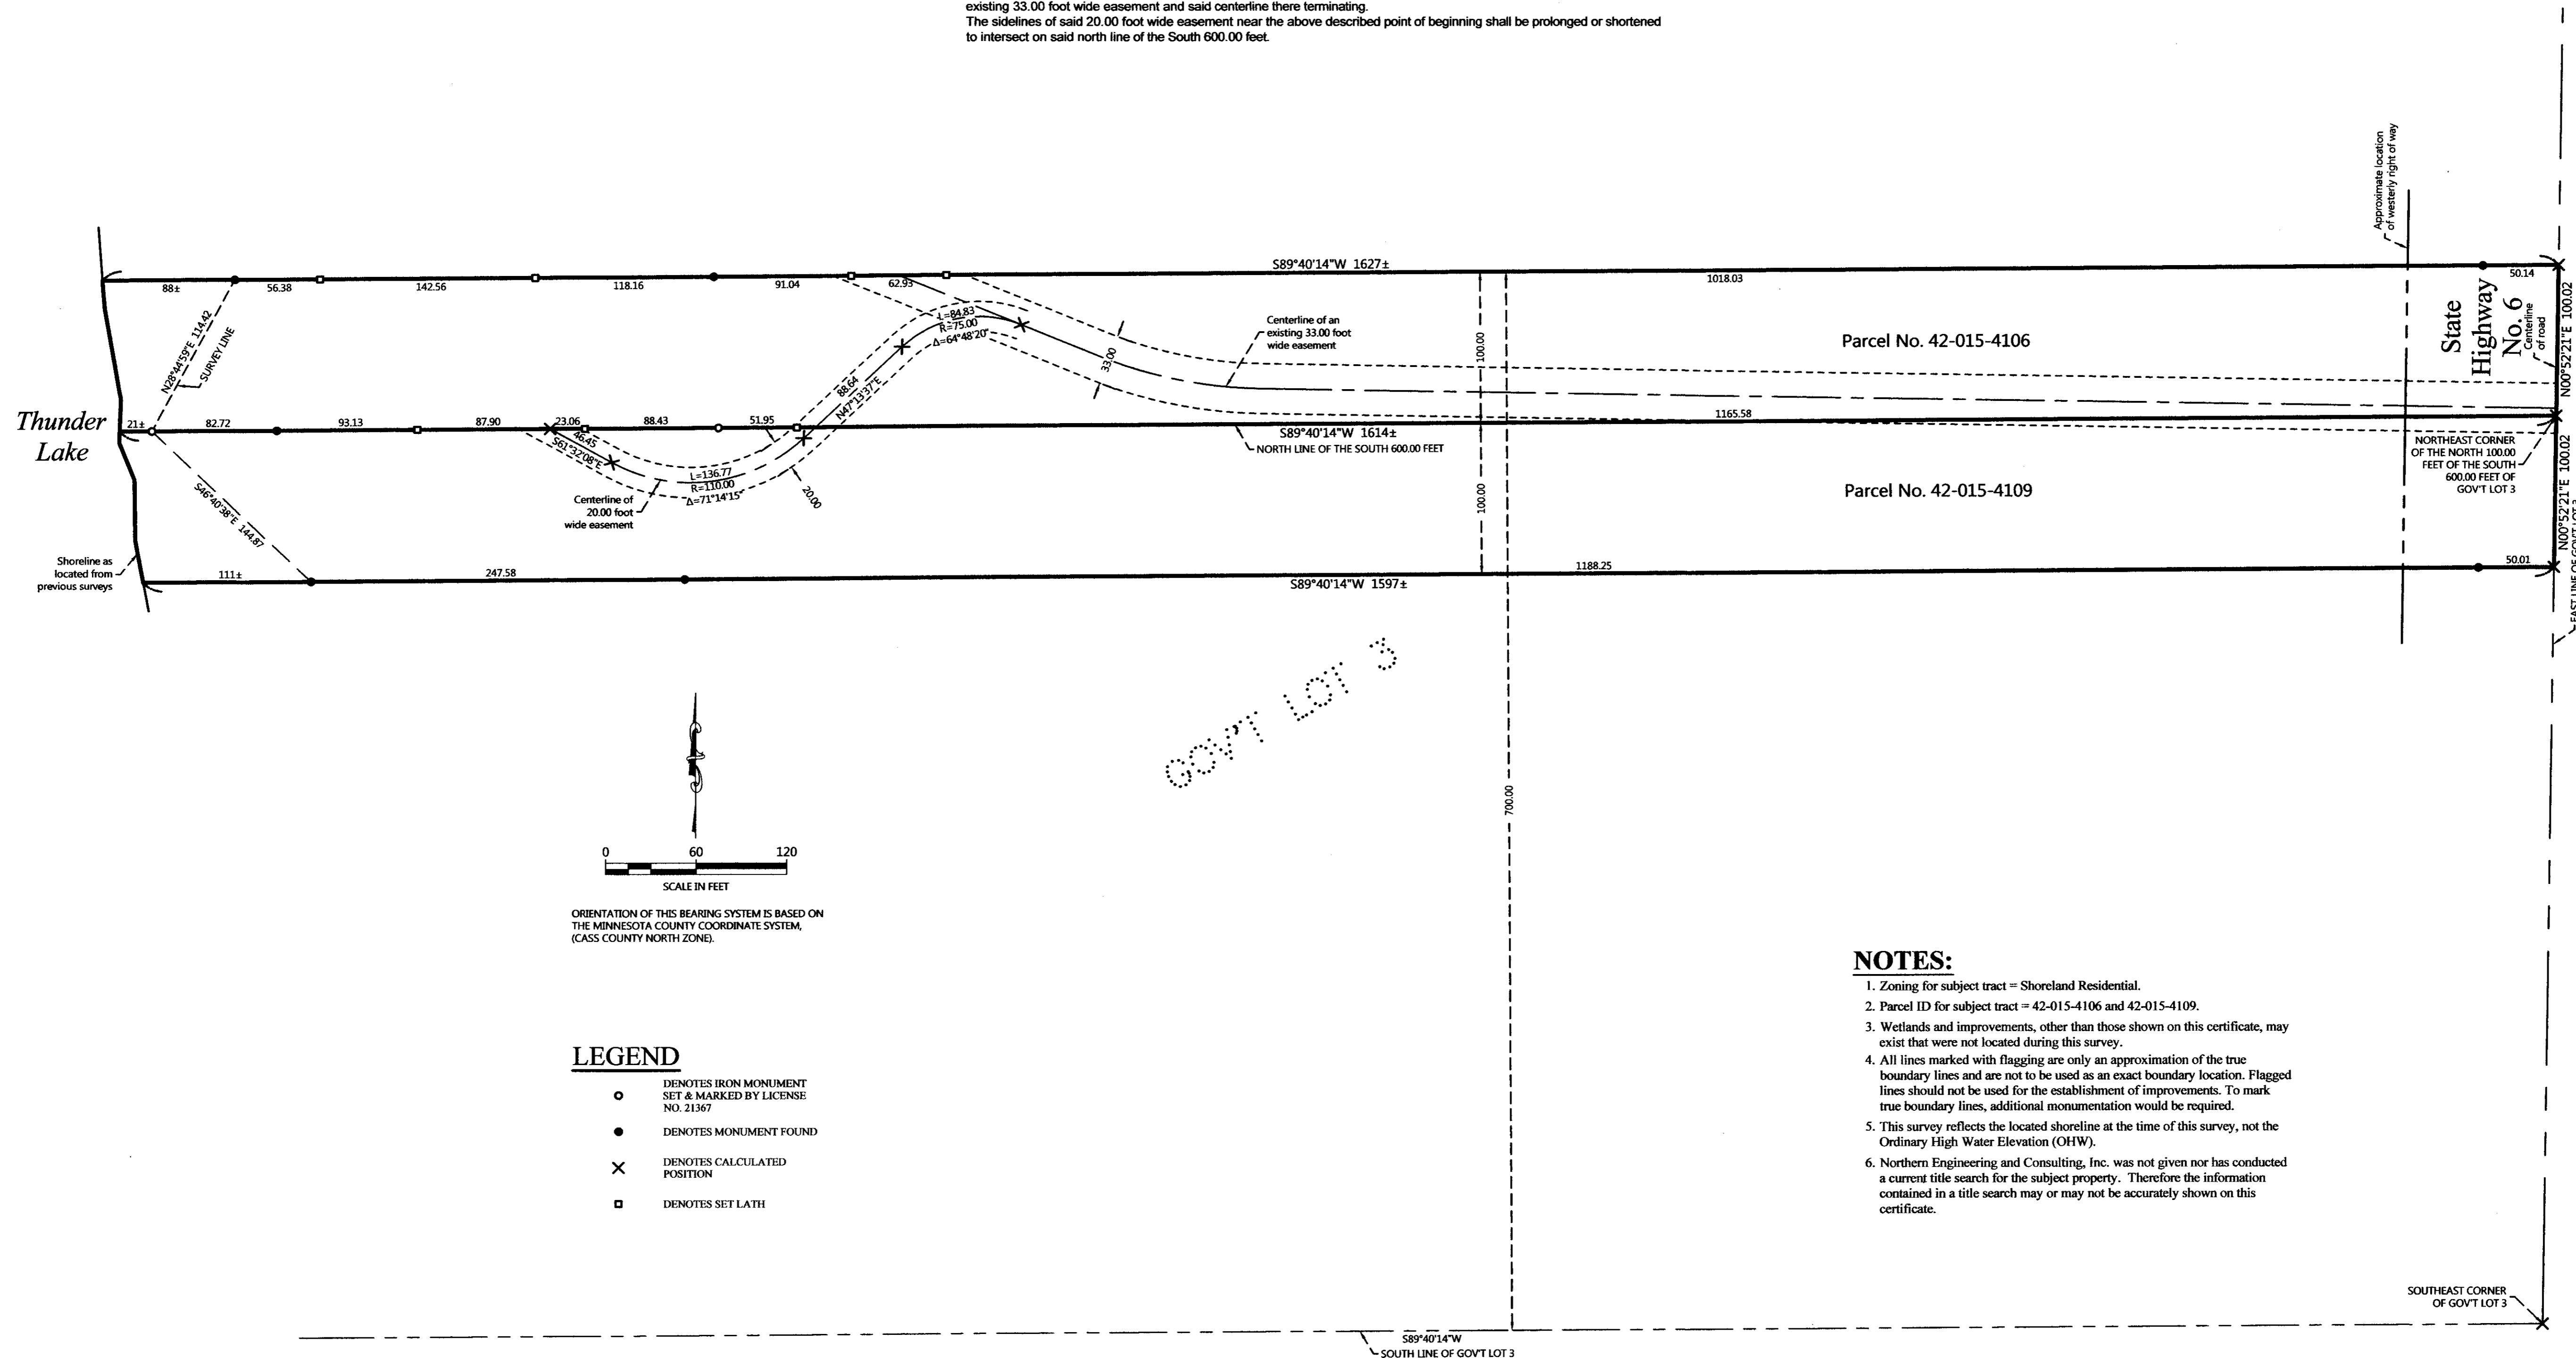 existing 33.00 foot wide easement and said centerline there terminating.
The sidelines of said 20.00 foot wide easement near the above described point of beginning shall be prolonged or shortened
to intersect on said north line of the South 600.00 feet.
Approximate location
of westerly right of way
S89°40'14"W 1627±
88±
56.38
142.56
118.16
91.04
62.93
1018.03
50.14
N28°44'59"E 114.42
SURVEY LINE
L=84.83
R=75.00
Δ=64°48'20"
88.64
N47°13'37"E
33.00
Centerline of an
existing 33.00 foot
wide easement
100.00
Parcel No. 42-015-4106
State
Highway
No. 6
Centerline
of road
N00°52'21"E 100.02
Thunder
Lake
21±
82.72
93.13
87.90
23.06
88.43
51.95
1165.58
S89°40'14"W 1614±
NORTH LINE OF THE SOUTH 600.00 FEET
46.45
S61°32'08"E
L=136.77
R=110.00
Δ=71°14'15"
20.00
Centerline of
20.00 foot
wide easement
S46°40'38"E 144.87
100.00
Parcel No. 42-015-4109
NORTHEAST CORNER
OF THE NORTH 100.00
FEET OF THE SOUTH
600.00 FEET OF
GOV'T LOT 3
N00°52'21"E 100.02
EAST LINE OF GOV'T LOT 3
Shoreline as
located from
previous surveys
111±
247.58
1188.25
50.01
S89°40'14"W 1597±
GOV'T LOT 3
700.00
0 60 120
SCALE IN FEET
ORIENTATION OF THIS BEARING SYSTEM IS BASED ON
THE MINNESOTA COUNTY COORDINATE SYSTEM,
(CASS COUNTY NORTH ZONE).
LEGEND
DENOTES IRON MONUMENT
SET & MARKED BY LICENSE
NO. 21367
DENOTES MONUMENT FOUND
DENOTES CALCULATED
POSITION
DENOTES SET LATH
NOTES:
1. Zoning for subject tract = Shoreland Residential.
2. Parcel ID for subject tract = 42-015-4106 and 42-015-4109.
3. Wetlands and improvements, other than those shown on this certificate, may
exist that were not located during this survey.
4. All lines marked with flagging are only an approximation of the true
boundary lines and are not to be used as an exact boundary location. Flagged
lines should not be used for the establishment of improvements. To mark
true boundary lines, additional monumentation would be required.
5. This survey reflects the located shoreline at the time of this survey, not the
Ordinary High Water Elevation (OHW).
6. Northern Engineering and Consulting, Inc. was not given nor has conducted
a current title search for the subject property. Therefore the information
contained in a title search may or may not be accurately shown on this
certificate.
SOUTHEAST CORNER
OF GOV'T LOT 3
S89°40'14"W
SOUTH LINE OF GOV'T LOT 3